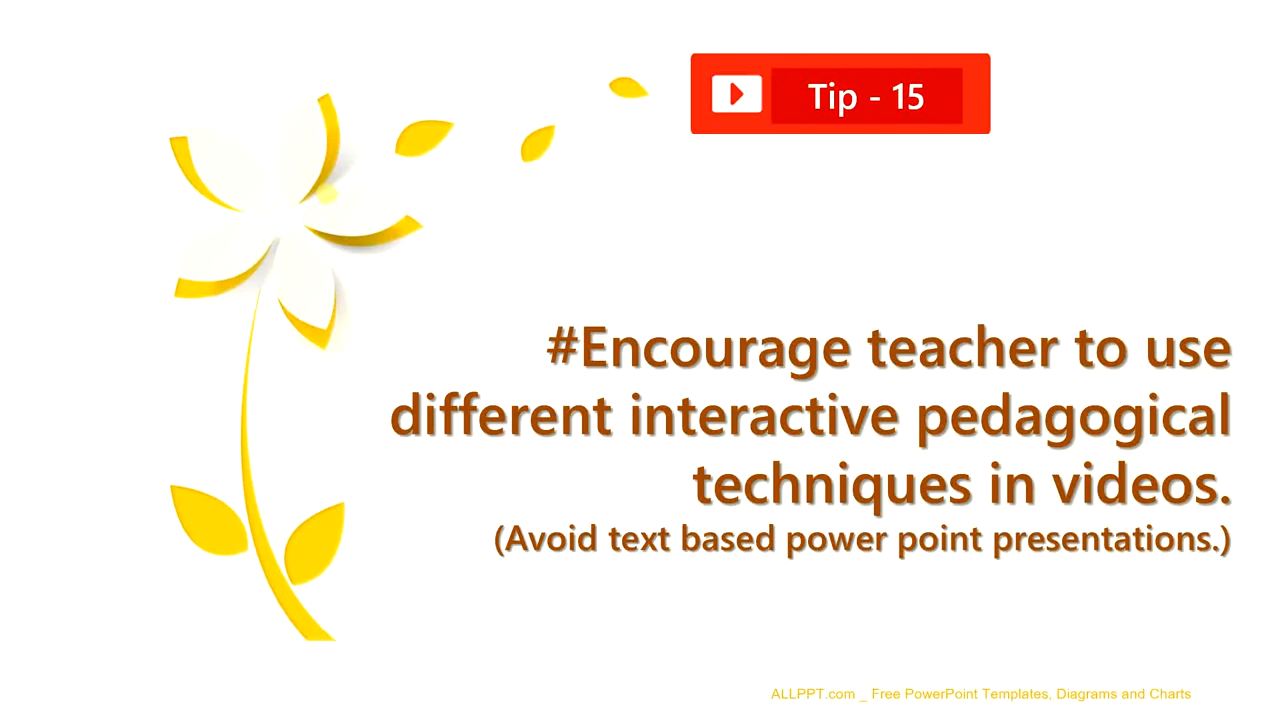 Tip - 15
#Encourage teacher to use
different interactive pedagogical
techniques in videos.
(Avoid text based power point presentations.)
ALLPPT.com _ Free PowerPoint Templates, Diagrams and Charts